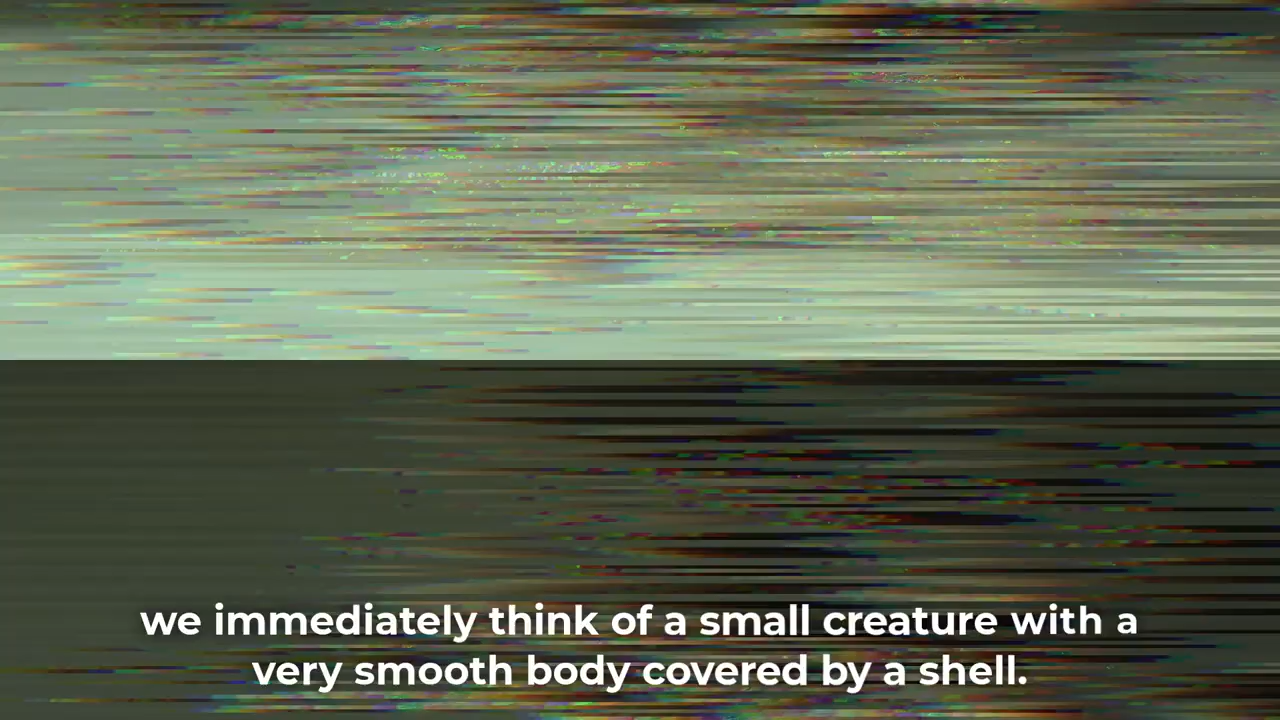 we immediately think of a small creature with a
very smooth body covered by a shell.